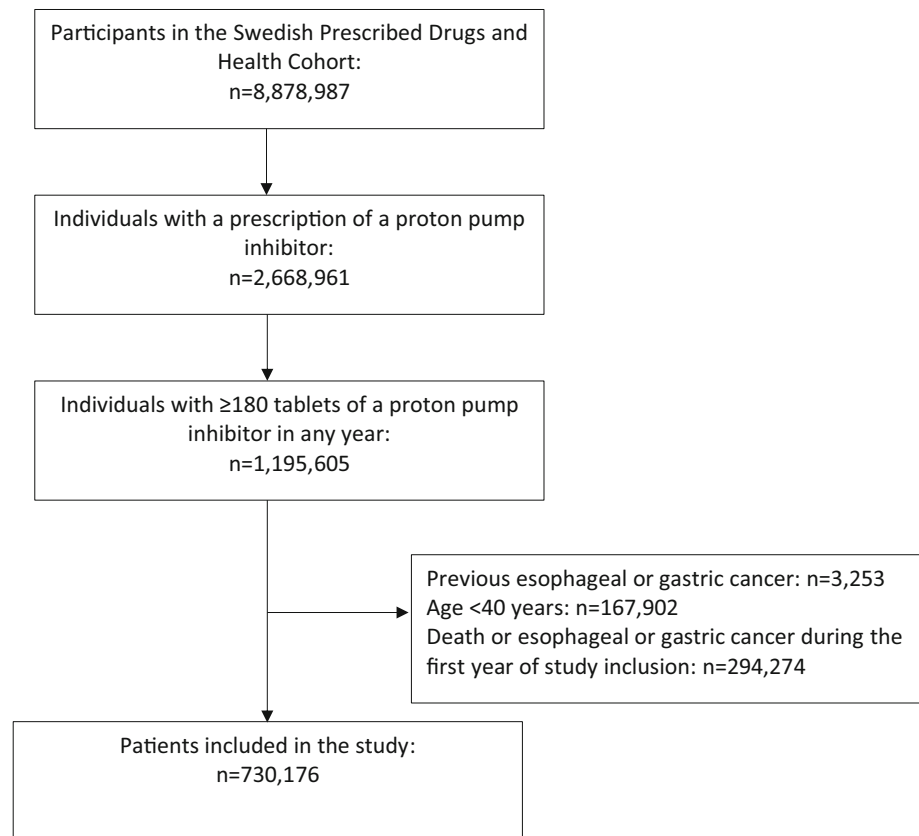 Participants in the Swedish Prescribed Drugs and
Health Cohort:
n=8,878,987
Individuals with a prescription of a proton pump
inhibitor:
n=2,668,961
Individuals with ≥180 tablets of a proton pump
inhibitor in any year:
n=1,195,605
Previous esophageal or gastric cancer: n=3,253
Age <40 years: n=167,902
Death or esophageal or gastric cancer during the
first year of study inclusion: n=294,274
Patients included in the study:
n=730,176